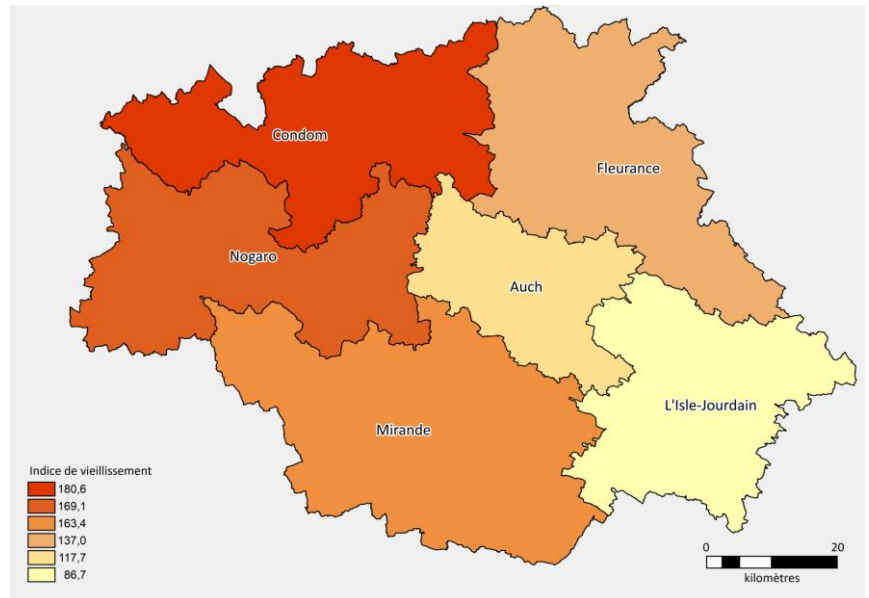 Condom
Fleurance
Nogaro
Auch
L'Isle-Jourdain
Mirande
Indice de vieillissement
180,6
169,1
163,4
137,0
117,7
86,7
0 20
kilomètres